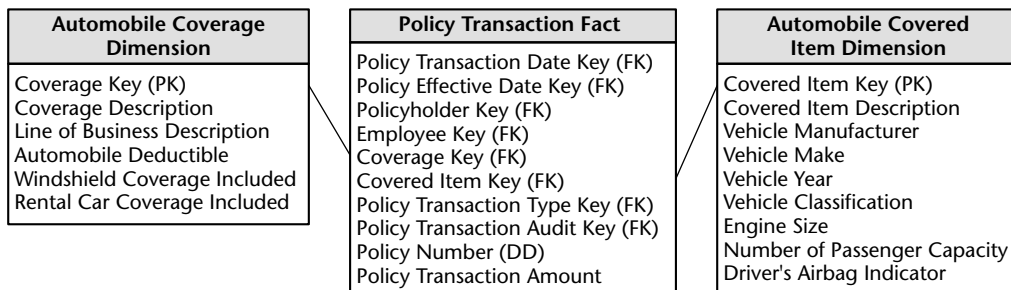 Automobile Coverage
Dimension
Coverage Key (PK)
Coverage Description
Line of Business Description
Automobile Deductible
Windshield Coverage Included
Rental Car Coverage Included
Policy Transaction Fact
Policy Transaction Date Key (FK)
Policy Effective Date Key (FK)
Policyholder Key (FK)
Employee Key (FK)
Coverage Key (FK)
Covered Item Key (FK)
Policy Transaction Type Key (FK)
Policy Transaction Audit Key (FK)
Policy Number (DD)
Policy Transaction Amount
Automobile Covered
Item Dimension
Covered Item Key (PK)
Covered Item Description
Vehicle Manufacturer
Vehicle Make
Vehicle Year
Vehicle Classification
Engine Size
Number of Passenger Capacity
Driver's Airbag Indicator